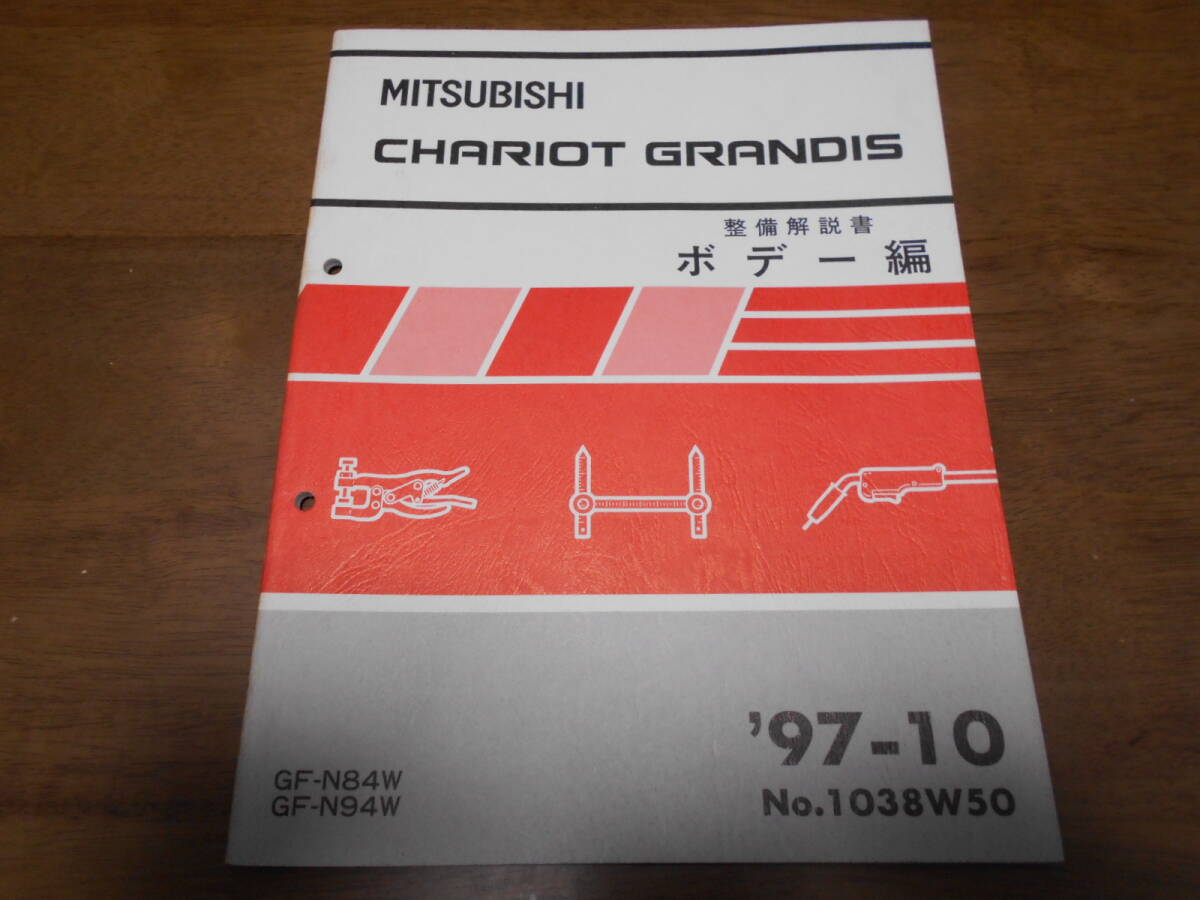 MITSUBISHI
CHARIOT GRANDIS
整備解説書
ボデー編
'97-10
GF-N84W
GF-N94W
No.1038W50